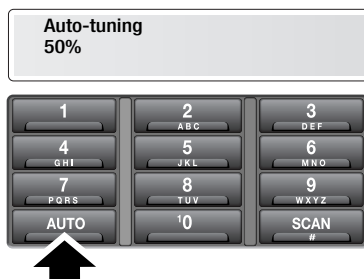 Auto-tuning
50%
1 2 3
ABC DEF
4 5 6
GHI JKL MNO
7 8 9
PQRS TUV WXYZ
AUTO 10 SCAN
#